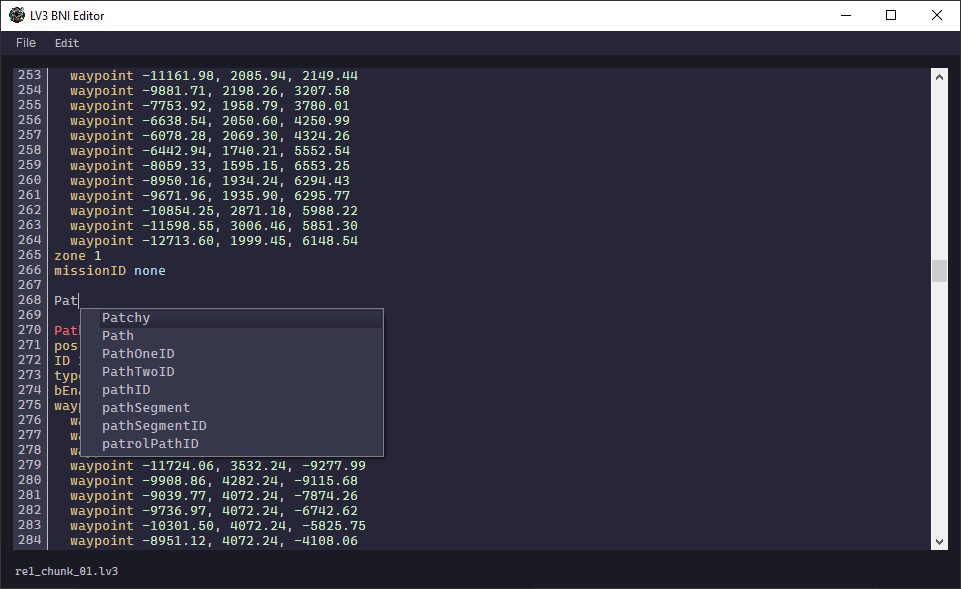 LV3 BNI Editor
File Edit
253 waypoint -11161.98, 2085.94, 2149.44
254 waypoint -9881.71, 2198.26, 3207.58
255 waypoint -7753.92, 1958.79, 3780.01
256 waypoint -6638.54, 2050.60, 4250.99
257 waypoint -6078.28, 2069.30, 4324.26
258 waypoint -6442.94, 1740.21, 5552.54
259 waypoint -8059.33, 1595.15, 6553.25
260 waypoint -8950.16, 1934.24, 6294.43
261 waypoint -9671.96, 1935.90, 6295.77
262 waypoint -10854.25, 2871.18, 5988.22
263 waypoint -11598.55, 3006.46, 5851.30
264 waypoint -12713.60, 1999.45, 6148.54
265 zone 1
266 missionID none
267
268 Pat
269
270
271 pos
272 ID
273 type
274 bEna
275 wayp
276
277
278
Patchy
Path
PathOneID
PathTwoID
pathID
pathSegment
pathSegmentID
patrolPathID
279 waypoint -11724.06, 3532.24, -9277.99
280 waypoint -9908.86, 4282.24, -9115.68
281 waypoint -9039.77, 4072.24, -7874.26
282 waypoint -9736.97, 4072.24, -6742.62
283 waypoint -10301.50, 4072.24, -5825.75
284 waypoint -8951.12, 4072.24, -4108.06
re1_chunk_01.lv3